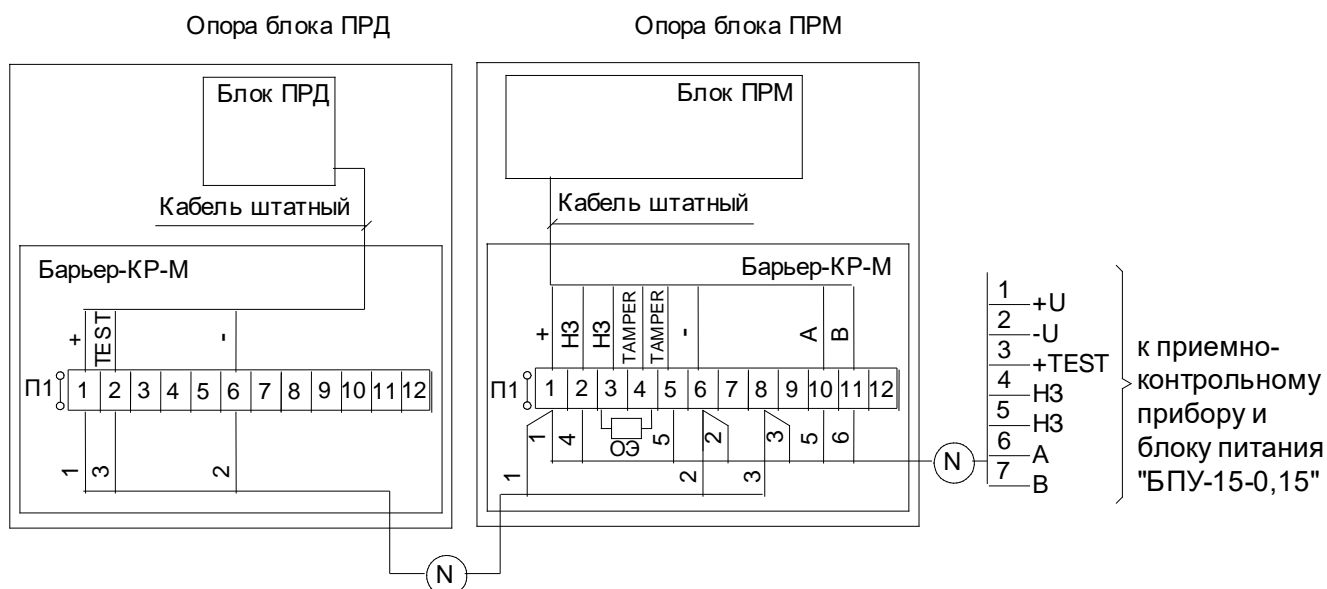 Опора блока ПРД
Опора блока ПРМ
Блок ПРД
Кабель штатный
Барьер-КР-М
+
TEST
-
П1
1 2 3 4 5 6 7 8 9 10 11 12
1 3 2
N
Блок ПРМ
Кабель штатный
Барьер-КР-М
+
НЗ
НЗ
TAMPER
TAMPER
-
A
B
П1
1 2 3 4 5 6 7 8 9 10 11 12
1 4 5 2 3 5 6
ОЭ
1 2 3
N
1 +U
2 -U
3 +TEST
4 НЗ
5 НЗ
6 A
7 B
к приемно-
контрольному
прибору и
блоку питания
"БПУ-15-0,15"